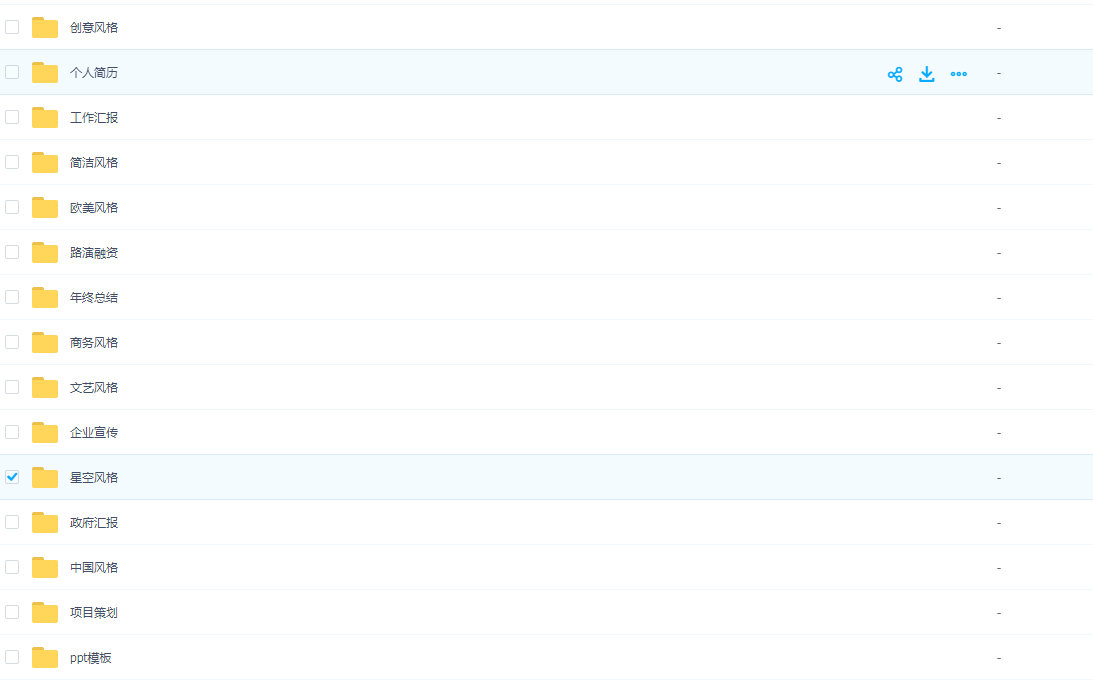 创意风格 -
个人简历 -
工作汇报 -
简洁风格 -
欧美风格 -
路演融资 -
年终总结 -
商务风格 -
文艺风格 -
企业宣传 -
星空风格 -
政府汇报 -
中国风格 -
项目策划 -
ppt模板 -